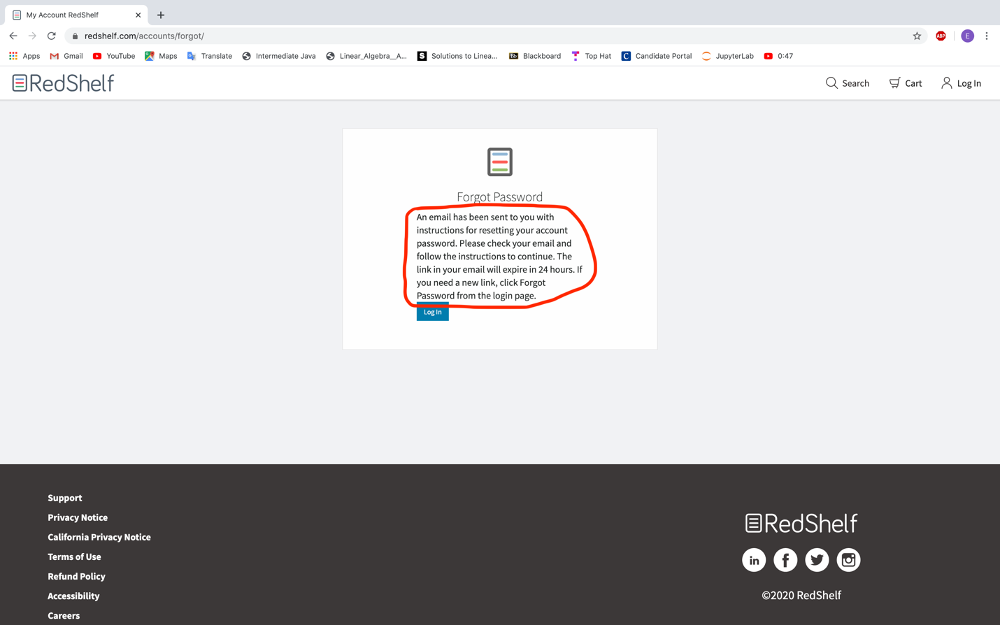 My Account RedShelf
redshelf.com/accounts/forgot/
ABP
E
Apps Gmail YouTube Maps Translate Intermediate Java Linear_Algebra__A... S Solutions to Linea... Bb Blackboard Top Hat C Candidate Portal JupyterLab 0:47
RedShelf
Search Cart Log In
Forgot Password
An email has been sent to you with
instructions for resetting your account
password. Please check your email and
follow the instructions to continue. The
link in your email will expire in 24 hours. If
you need a new link, click Forgot
Password from the login page.
Log In
Support
Privacy Notice
California Privacy Notice
Terms of Use
Refund Policy
Accessibility
Careers
RedShelf
in f
©2020 RedShelf